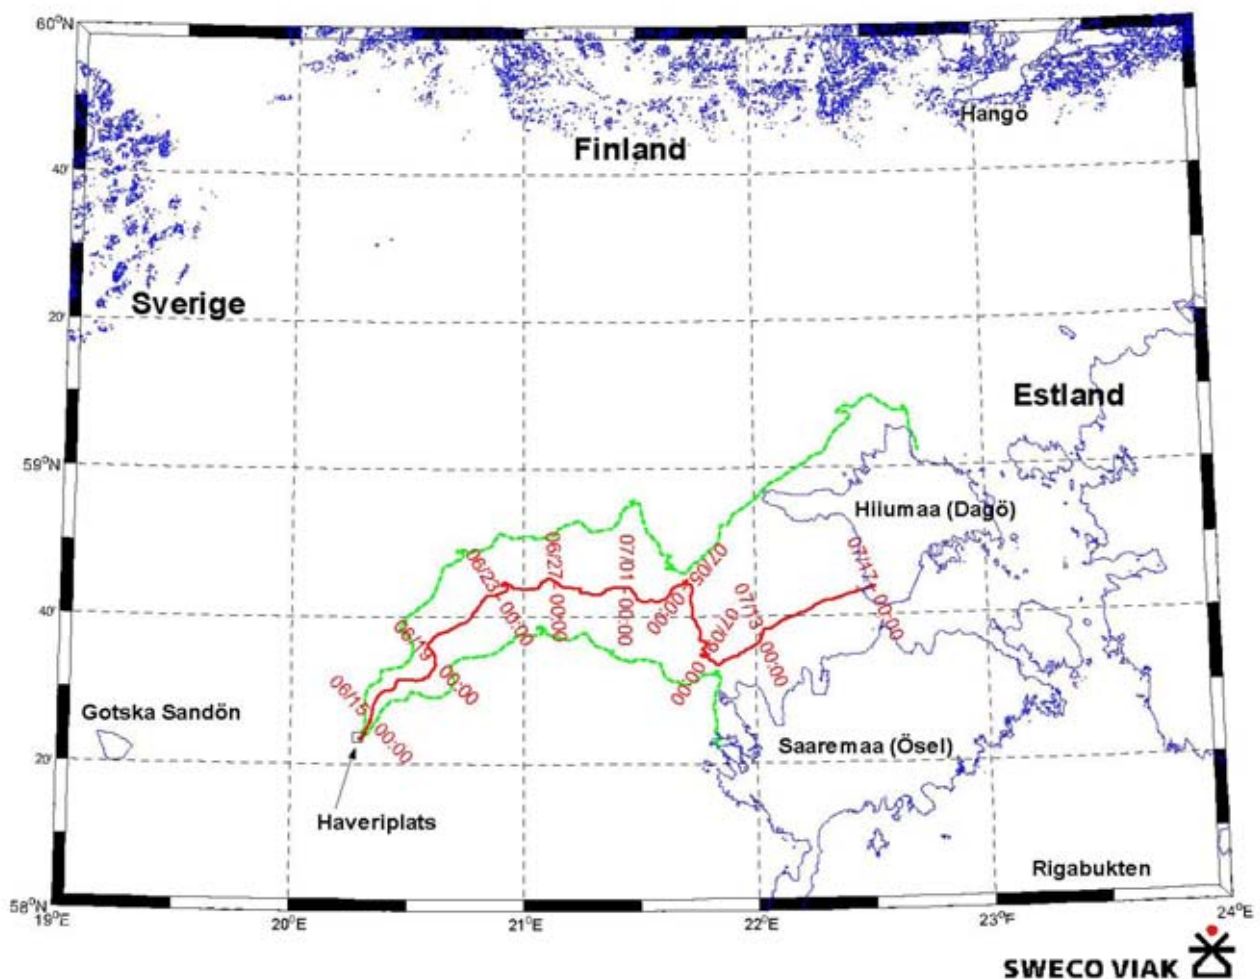 60°N
Hangö
Finland
40'
Sverige
20'
Estland
59°N
Hiiumaa (Dagö)
06/23 00:00
06/27 00:00
07/01 00:00
07/05 00:00
07/17 00:00
40'
06/19 00:00
07/09 00:00
07/13 00:00
06/15 00:00
Gotska Sandön
Saaremaa (Ösel)
20'
Haveriplats
Rigabukten
58°N
19°E
20°E
21°E
22°E
23°E
24°E
SWECO VIAK